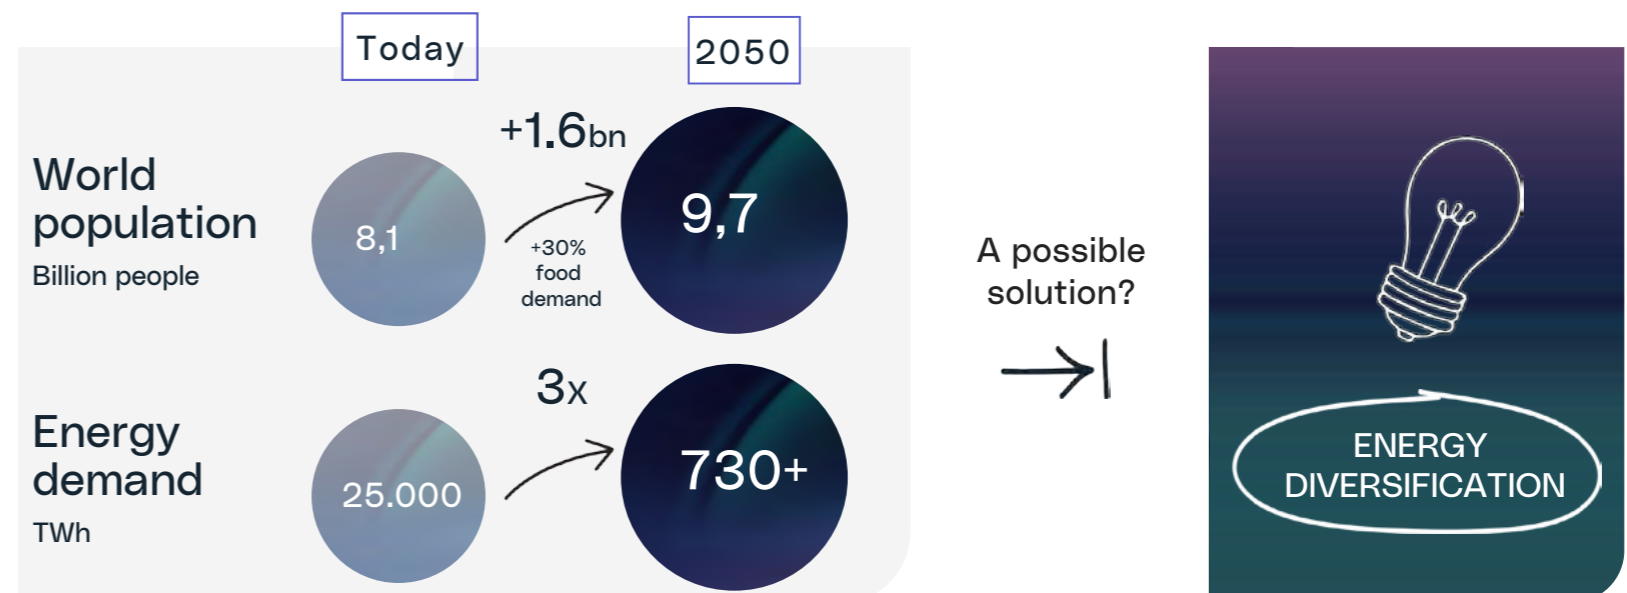 Today
2050
World
population
Billion people
8,1
+1.6bn
+30%
food
demand
9,7
Energy
demand
TWh
25.000
3x
730+
A possible
solution?
ENERGY
DIVERSIFICATION